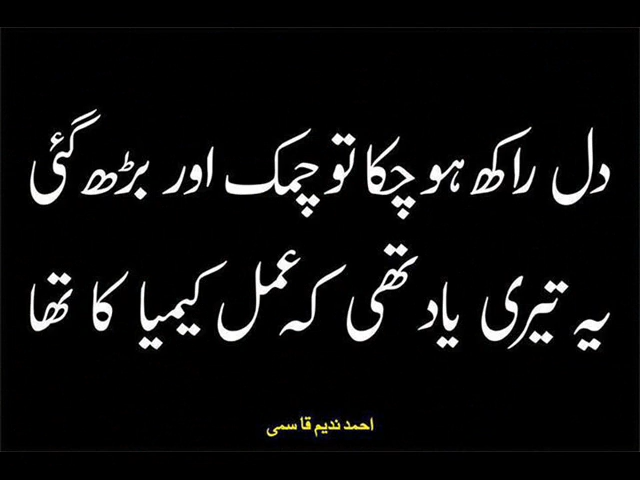 دل راکھ ہو چکا تو چمک اور بڑھ گئی
یہ تیری یاد تھی کہ عمل کیمیا کا تھا
احمد ندیم قاسمی